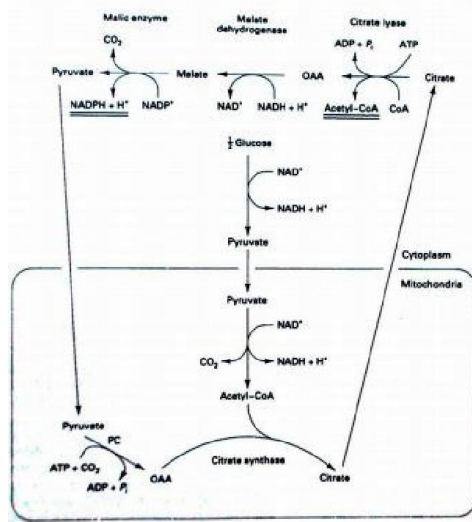 Malic enzyme
Malate dehydrogenase
Citrate lyase
CO₂
ADP + Pᵢ
ATP
Pyruvate
Malate
OAA
Citrate
NADPH + H⁺
NADP⁺
NAD⁺
NADH + H⁺
Acetyl-CoA
CoA
½ Glucose
NAD⁺
NADH + H⁺
Pyruvate
Cytoplasm
Mitochondria
Pyruvate
NAD⁺
CO₂
NADH + H⁺
Acetyl-CoA
Pyruvate
PC
ATP + CO₂
ADP + Pᵢ
OAA
Citrate synthase
Citrate